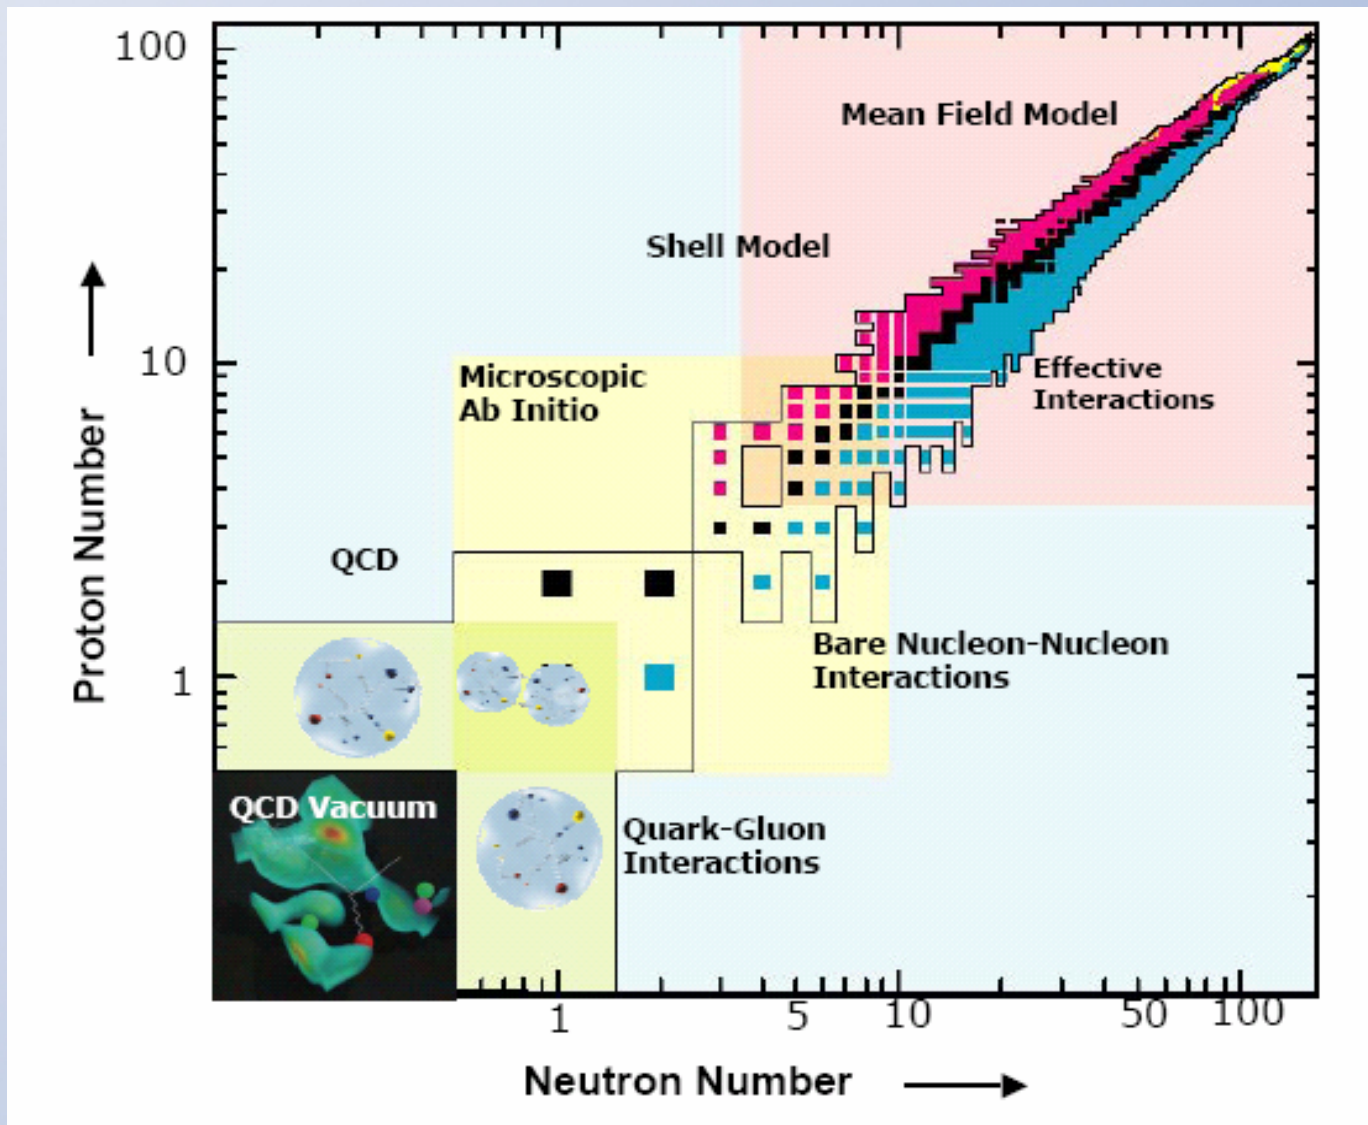 100
Mean Field Model
Shell Model
10
Microscopic
Ab Initio
Effective
Interactions
Proton Number
QCD
Bare Nucleon-Nucleon
Interactions
1
QCD Vacuum
Quark-Gluon
Interactions
1 5 10 50 100
Neutron Number